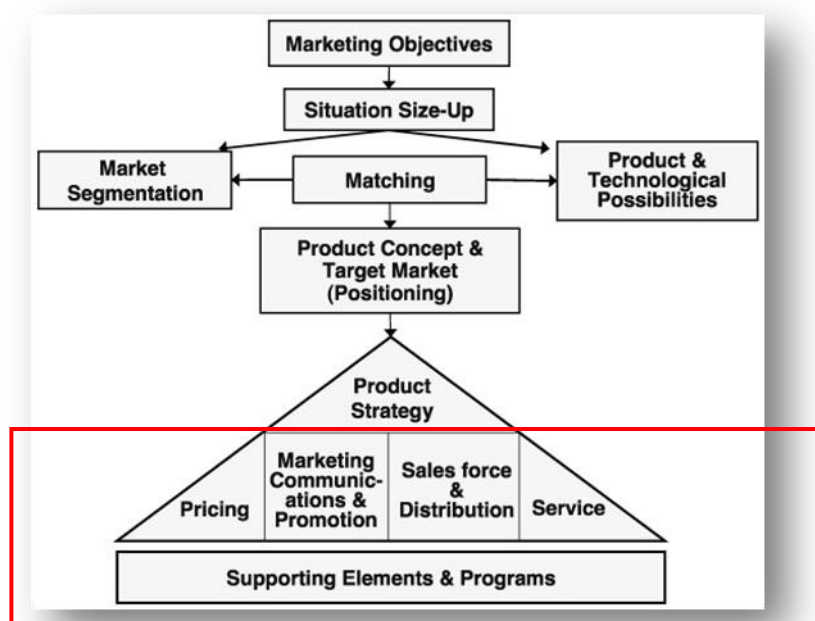 Marketing Objectives
Situation Size-Up
Market
Segmentation
Matching
Product &
Technological
Possibilities
Product Concept &
Target Market
(Positioning)
Product
Strategy
Pricing
Marketing
Communic-
ations &
Promotion
Sales force
&
Distribution
Service
Supporting Elements & Programs